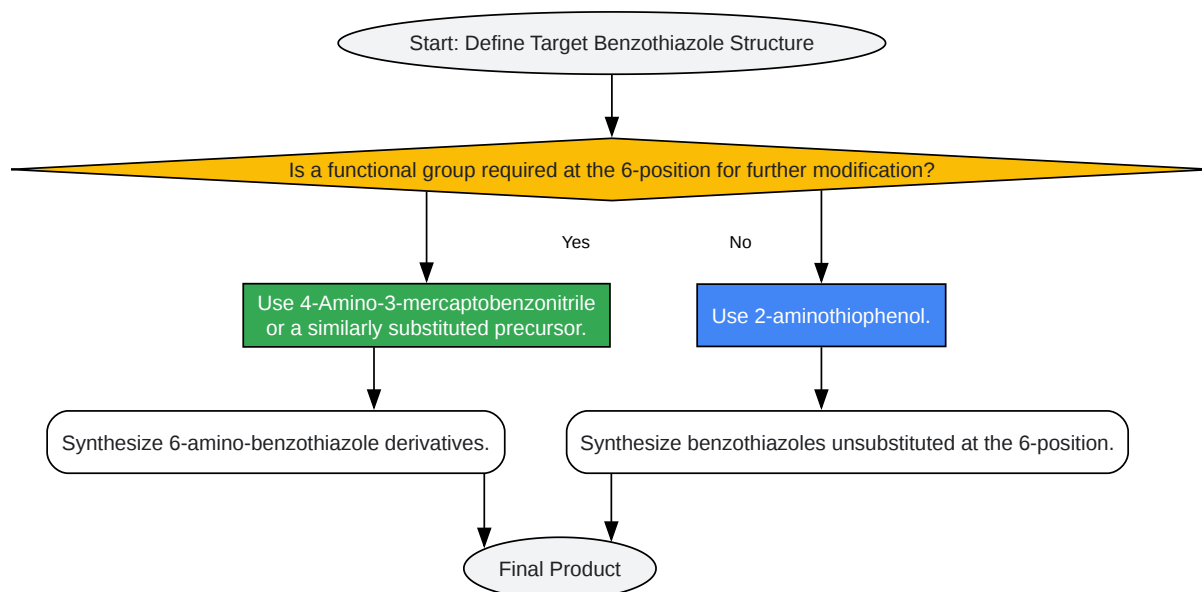 Start: Define Target Benzothiazole Structure
Is a functional group required at the 6-position for further modification?
Yes
No
Use 4-Amino-3-mercaptobenzonitrile
or a similarly substituted precursor.
Use 2-aminothiophenol.
Synthesize 6-amino-benzothiazole derivatives.
Synthesize benzothiazoles unsubstituted at the 6-position.
Final Product